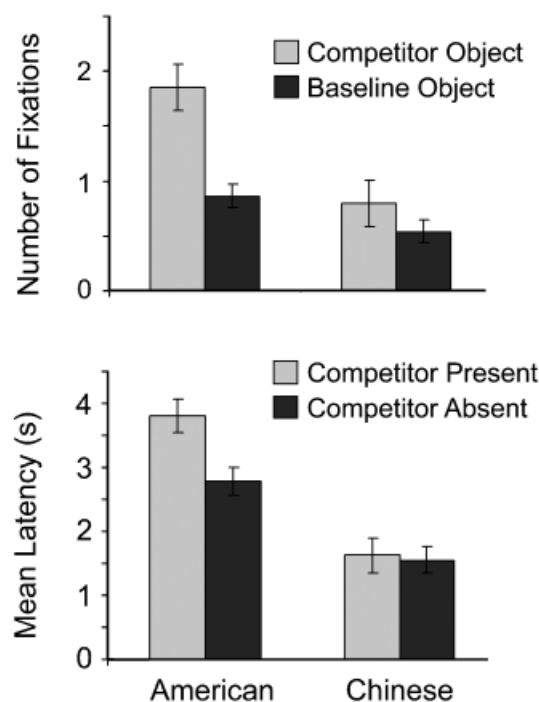 Number of Fixations
2
1
0
Competitor Object
Baseline Object
Mean Latency (s)
4
3
2
1
0
Competitor Present
Competitor Absent
American
Chinese